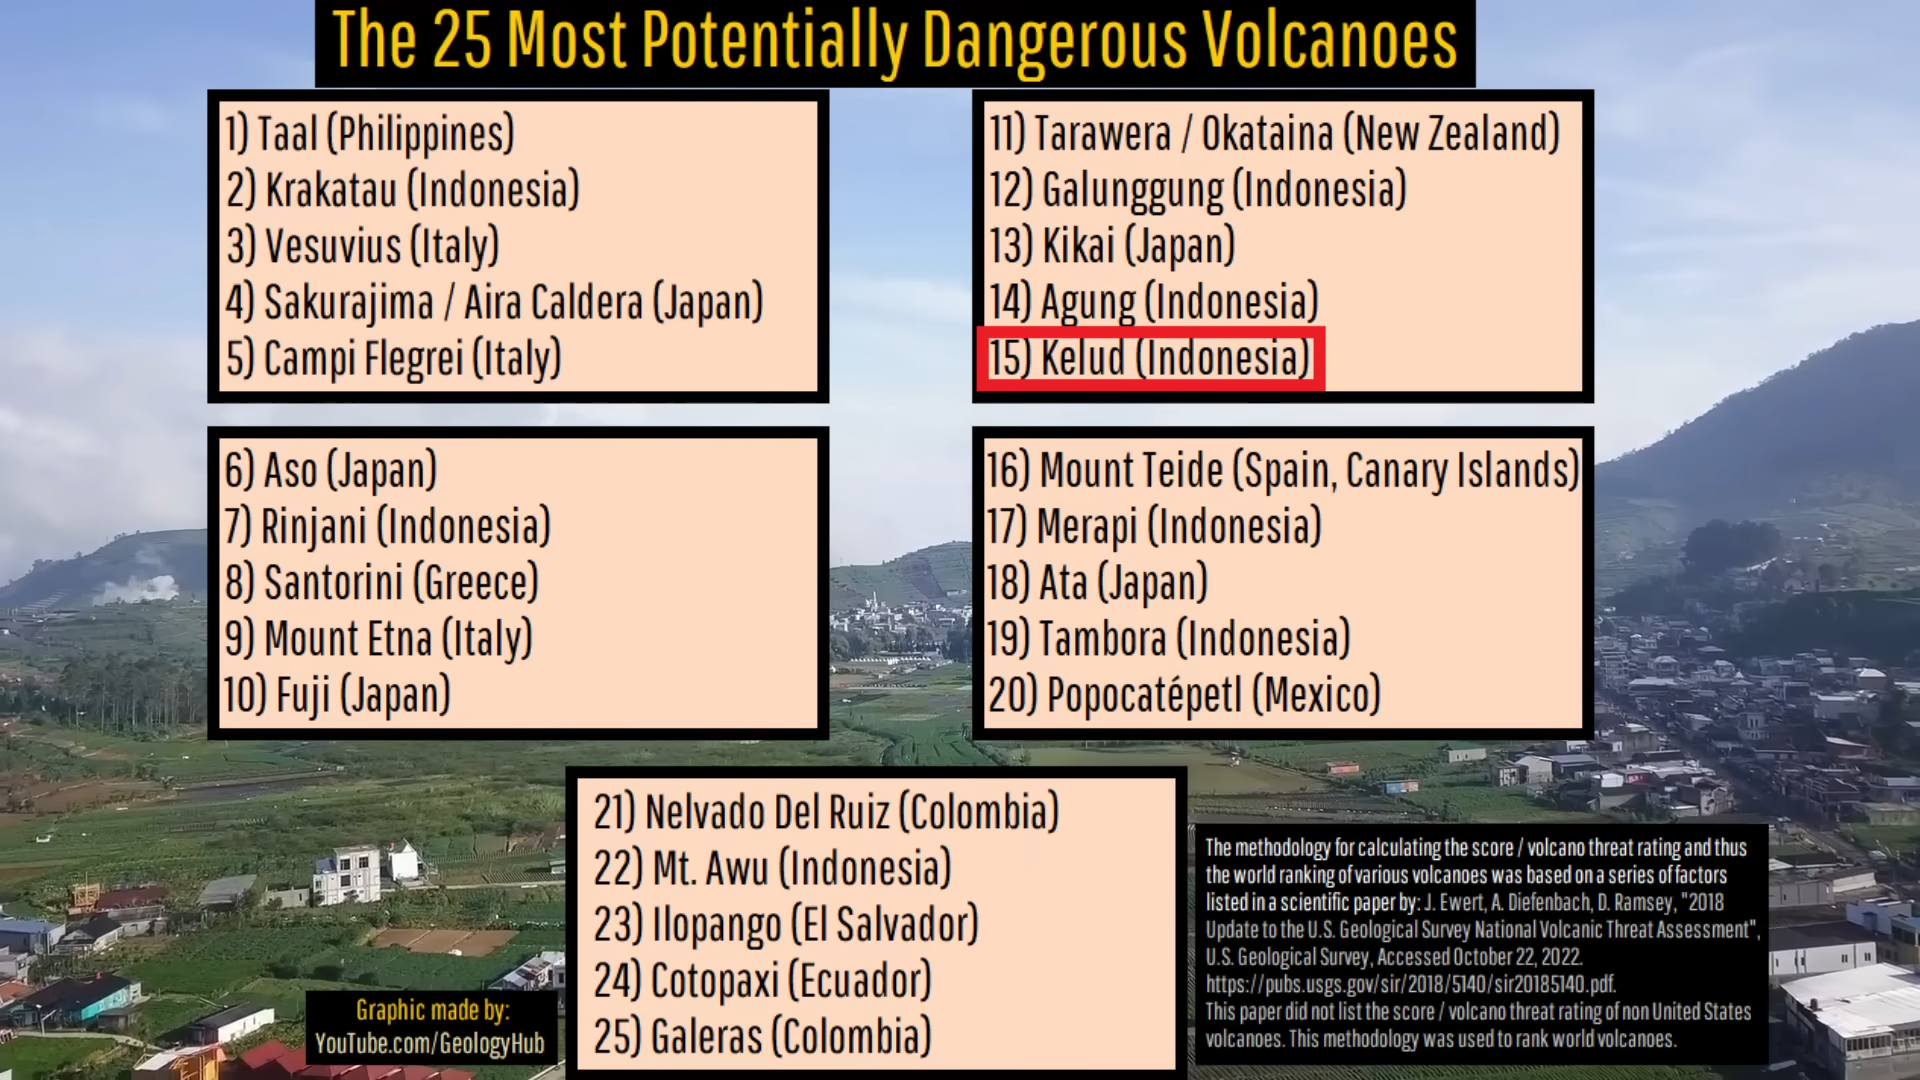 The 25 Most Potentially Dangerous Volcanoes
1) Taal (Philippines)
2) Krakatau (Indonesia)
3) Vesuvius (Italy)
4) Sakurajima / Aira Caldera (Japan)
5) Campi Flegrei (Italy)
6) Aso (Japan)
7) Rinjani (Indonesia)
8) Santorini (Greece)
9) Mount Etna (Italy)
10) Fuji (Japan)
11) Tarawera / Okataina (New Zealand)
12) Galunggung (Indonesia)
13) Kikai (Japan)
14) Agung (Indonesia)
15) Kelud (Indonesia)
16) Mount Teide (Spain, Canary Islands)
17) Merapi (Indonesia)
18) Ata (Japan)
19) Tambora (Indonesia)
20) Popocatépetl (Mexico)
21) Nelvado Del Ruiz (Colombia)
22) Mt. Awu (Indonesia)
23) Ilopango (El Salvador)
24) Cotopaxi (Ecuador)
25) Galeras (Colombia)
Graphic made by:
YouTube.com/GeologyHub
The methodology for calculating the score / volcano threat rating and thus
the world ranking of various volcanoes was based on a series of factors
listed in a scientific paper by: J. Ewert, A. Diefenbach, D. Ramsey, "2018
Update to the U.S. Geological Survey National Volcanic Threat Assessment",
U.S. Geological Survey, Accessed October 22, 2022.
https://pubs.usgs.gov/sir/2018/5140/sir20185140.pdf.
This paper did not list the score / volcano threat rating of non United States
volcanoes. This methodology was used to rank world volcanoes.